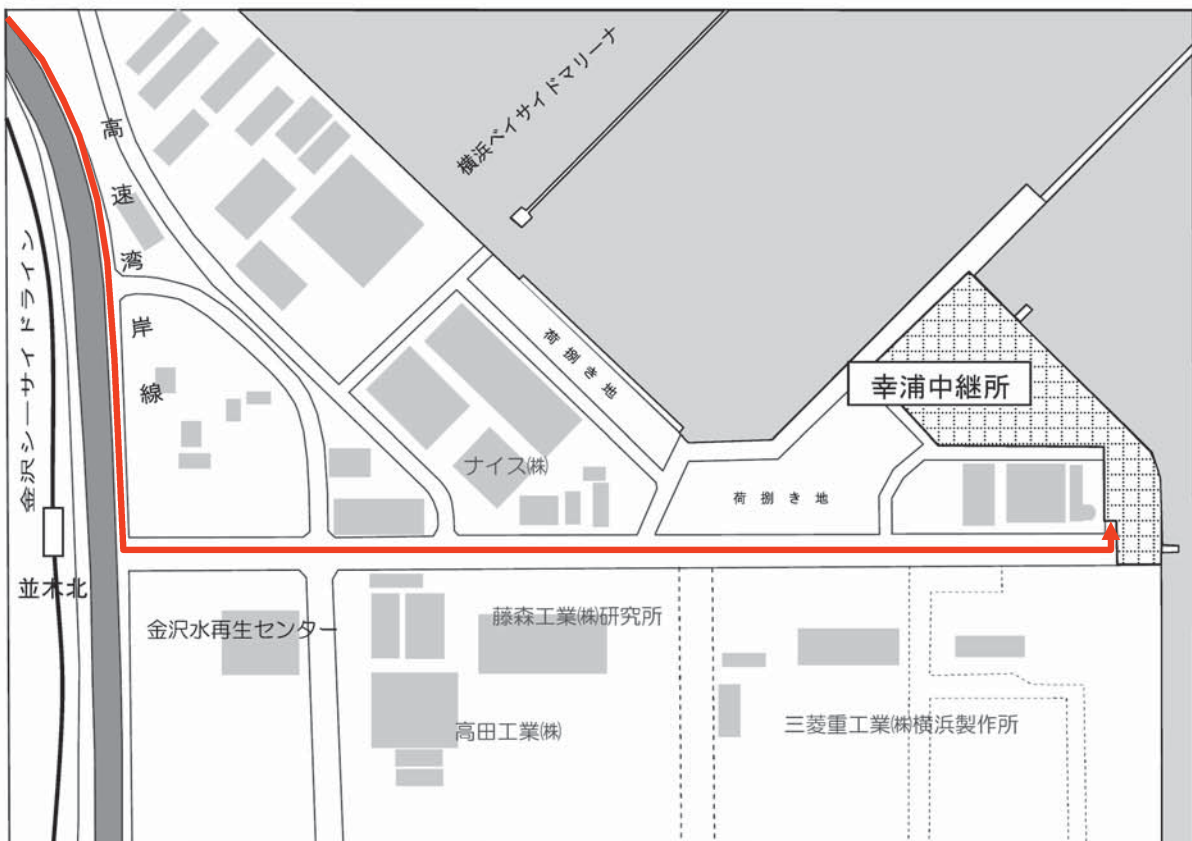 横浜ベイサイドマリーナ
高速湾岸線
金沢シーサイドライン
荷捌き地
幸浦中継所
ナイス㈱
荷捌き地
並木北
金沢水再生センター
藤森工業㈱研究所
高田工業㈱
三菱重工業㈱横浜製作所